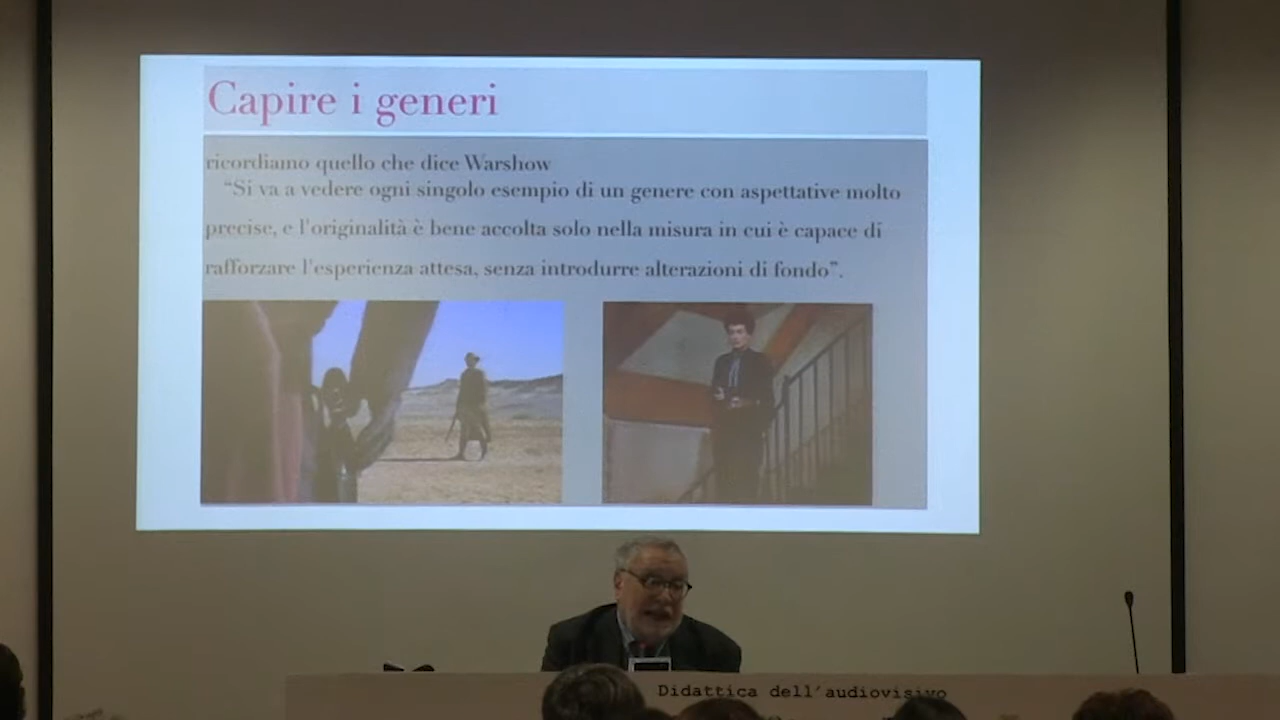 Capire i generi
ricordiamo quello che dice Warshow
“Si va a vedere ogni singolo esempio di un genere con aspettative molto
precise, e l’originalità è bene accolta solo nella misura in cui è capace di
rafforzare l’esperienza attesa, senza introdurre alterazioni di fondo”.
Didattica dell’audiovisivo